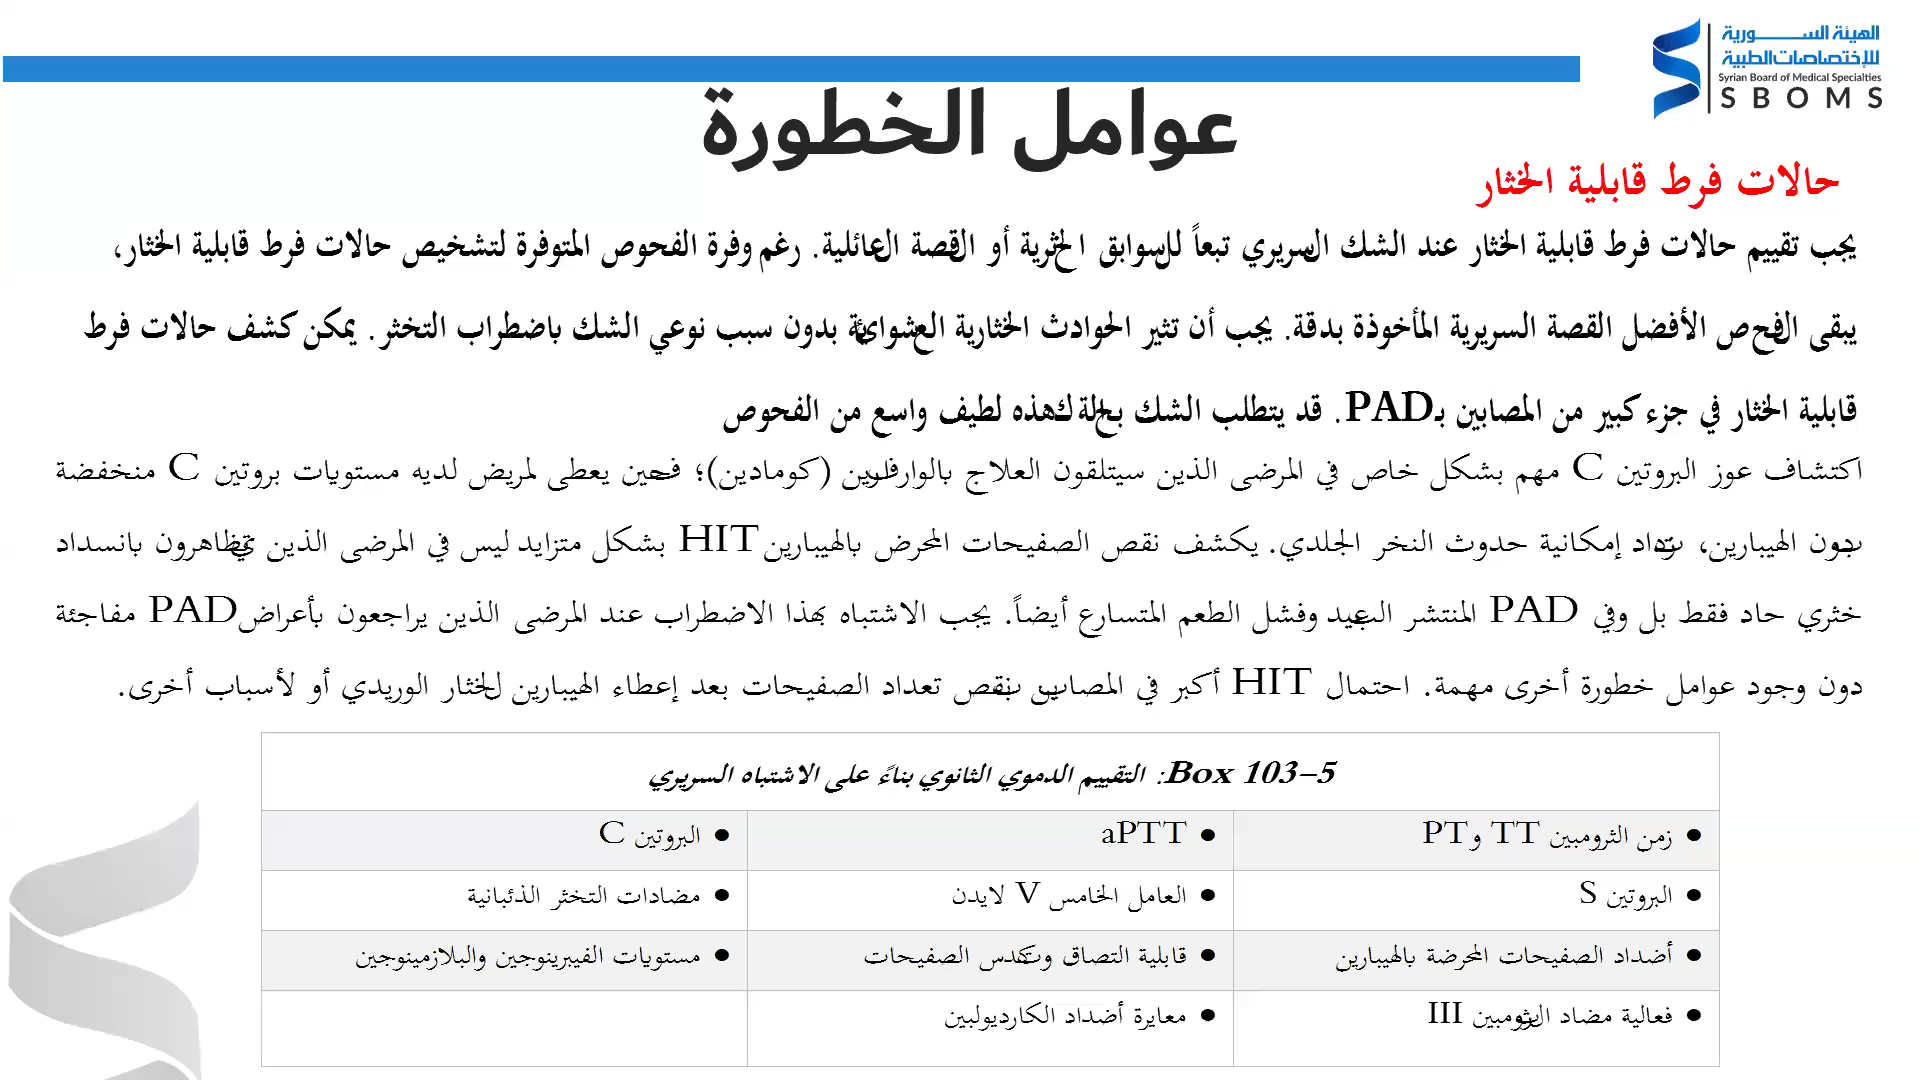 الهيئة الســـــــورية
للإختصاصات الطبية
Syrian Board of Medical Specialties
SBOMS
عوامل الخطورة
حالات فرط قابلية الخثار
يجب تقييم حالات فرط قابلية الخثار عند الشك السريري تبعاً للسوابق الخثرية أو القصة العائلية. رغم وفرة الفحوص المتوفرة لتشخيص حالات فرط قابلية الخثار،
يبقى الفحص الأفضل القصة السريرية المأخوذة بدقة. يجب أن تثير الحوادث الخثارية العشوائية بدون سبب نوعي الشك باضطراب التخثر. يمكن كشف حالات فرط
قابلية الخثار في جزء كبير من المصابين بـPAD. قد يتطلب الشك بحالة كهذه لطيف واسع من الفحوص
اكتشاف عوز البروتين C مهم بشكل خاص في المرضى الذين سيتلقون العلاج بالوارفارين (كومادين)؛ فحين يعطى لمريض لديه مستويات بروتين C منخفضة
بدون الهيبارين، تزداد إمكانية حدوث النخر الجلدي. يكشف نقص الصفيحات المحرض بالهيبارين HIT بشكل متزايد ليس في المرضى الذين يتظاهرون بانسداد
خثري حاد فقط بل وفي PAD المنتشر البعيد وفشل الطعم المتسارع أيضاً. يجب الاشتباه بهذا الاضطراب عند المرضى الذين يراجعون بأعراض PAD مفاجئة
دون وجود عوامل خطورة أخرى مهمة. احتمال HIT أكبر في المصابين بنقص تعداد الصفيحات بعد إعطاء الهيبارين لخثار الوريدي أو لأسباب أخرى.
Box 103-5: التقييم الدموي الثانوي بناءً على الاشتباه السريري
• زمن الثرومبين TT وPT
• aPTT
• البروتين C
• البروتين S
• العامل الخامس V لايدن
• مضادات التخثر الذئبانية
• أضداد الصفيحات المحرضة بالهيبارين
• قابلية التصاق وتكدس الصفيحات
• مستويات الفيبرينوجين والبلازمينوجين
• فعالية مضاد الثرومبين III
• معايرة أضداد الكارديولبين